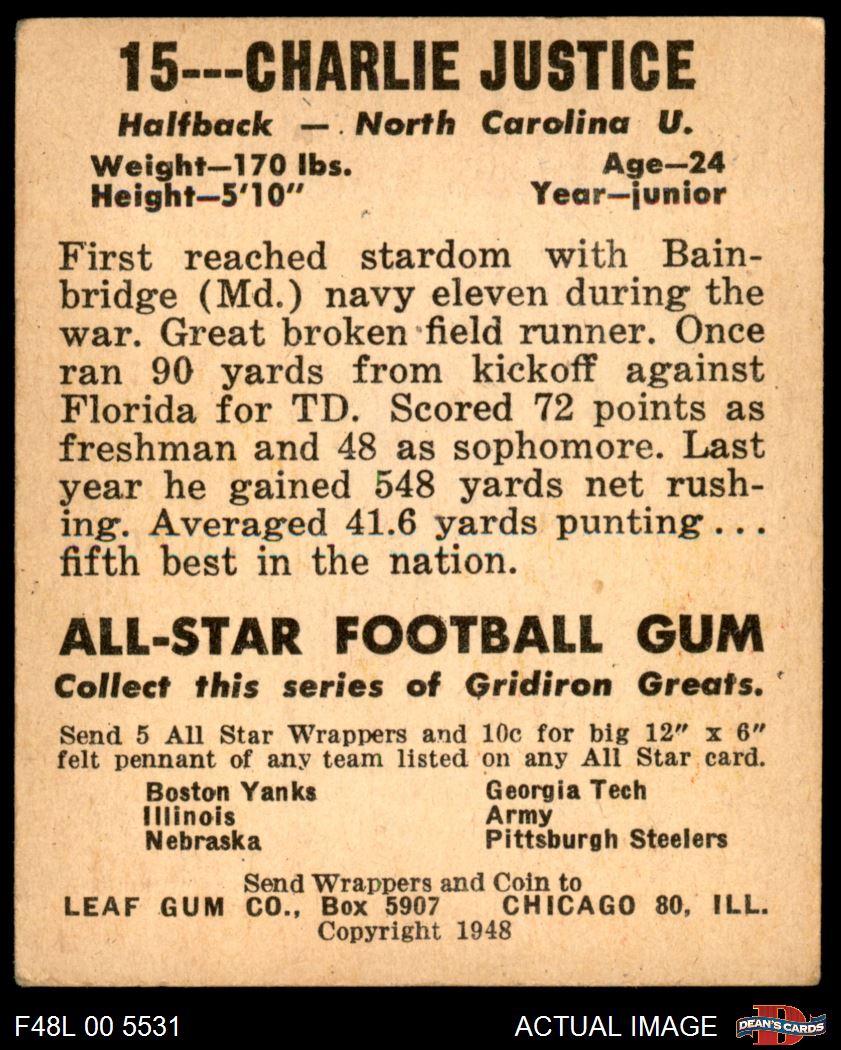 15---CHARLIE JUSTICE
Halfback — North Carolina U.
Weight—170 lbs. Age—24
Height—5'10" Year—junior
First reached stardom with Bain-
bridge (Md.) navy eleven during the
war. Great broken field runner. Once
ran 90 yards from kickoff against
Florida for TD. Scored 72 points as
freshman and 48 as sophomore. Last
year he gained 548 yards net rush-
ing. Averaged 41.6 yards punting...
fifth best in the nation.
ALL-STAR FOOTBALL GUM
Collect this series of Gridiron Greats.
Send 5 All Star Wrappers and 10c for big 12" x 6"
felt pennant of any team listed on any All Star card.
Boston Yanks Georgia Tech
Illinois Army
Nebraska Pittsburgh Steelers
Send Wrappers and Coin to
LEAF GUM CO., Box 5907 CHICAGO 80, ILL.
Copyright 1948
F48L 00 5531 ACTUAL IMAGE D DEAN'S CARDS